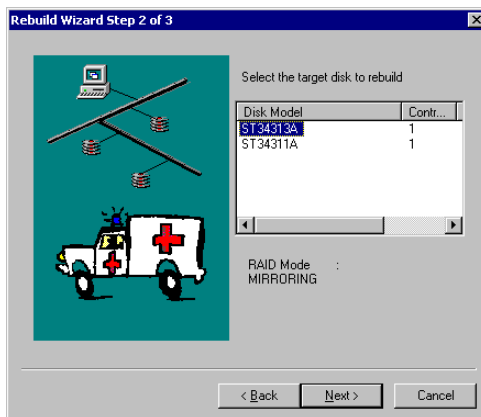 Rebuild Wizard Step 2 of 3
Select the target disk to rebuild
Disk Model Contr...
ST34313A 1
ST34311A 1
RAID Mode :
MIRRORING
< Back Next > Cancel